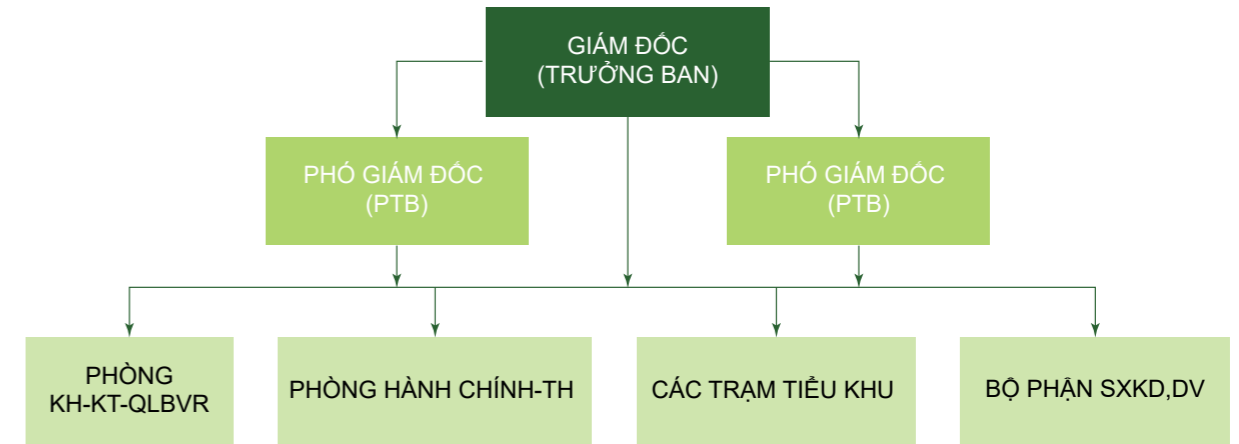 GIÁM ĐỐC
(TRƯỞNG BAN)
PHÓ GIÁM ĐỐC
(PTB)
PHÓ GIÁM ĐỐC
(PTB)
PHÒNG
KH-KT-QLBVR
PHÒNG HÀNH CHÍNH-TH
CÁC TRẠM TIỂU KHU
BỘ PHẬN SXKD,DV